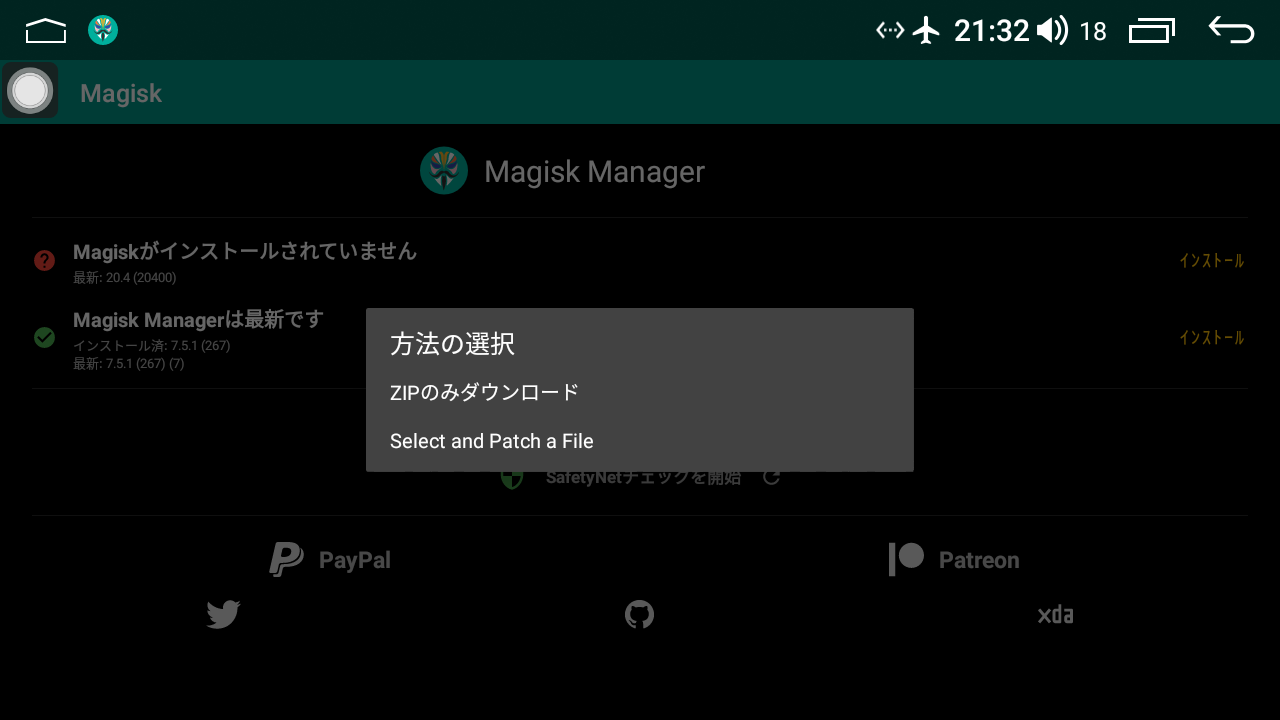 21:32
18
Magisk
Magisk Manager
Magiskがインストールされていません
最新: 20.4 (20400)
インストール
Magisk Managerは最新です
インストール済: 7.5.1 (267)
最新: 7.5.1 (267) (7)
インストール
方法の選択
ZIPのみダウンロード
Select and Patch a File
SafetyNetチェックを開始
PayPal
Patreon
xda